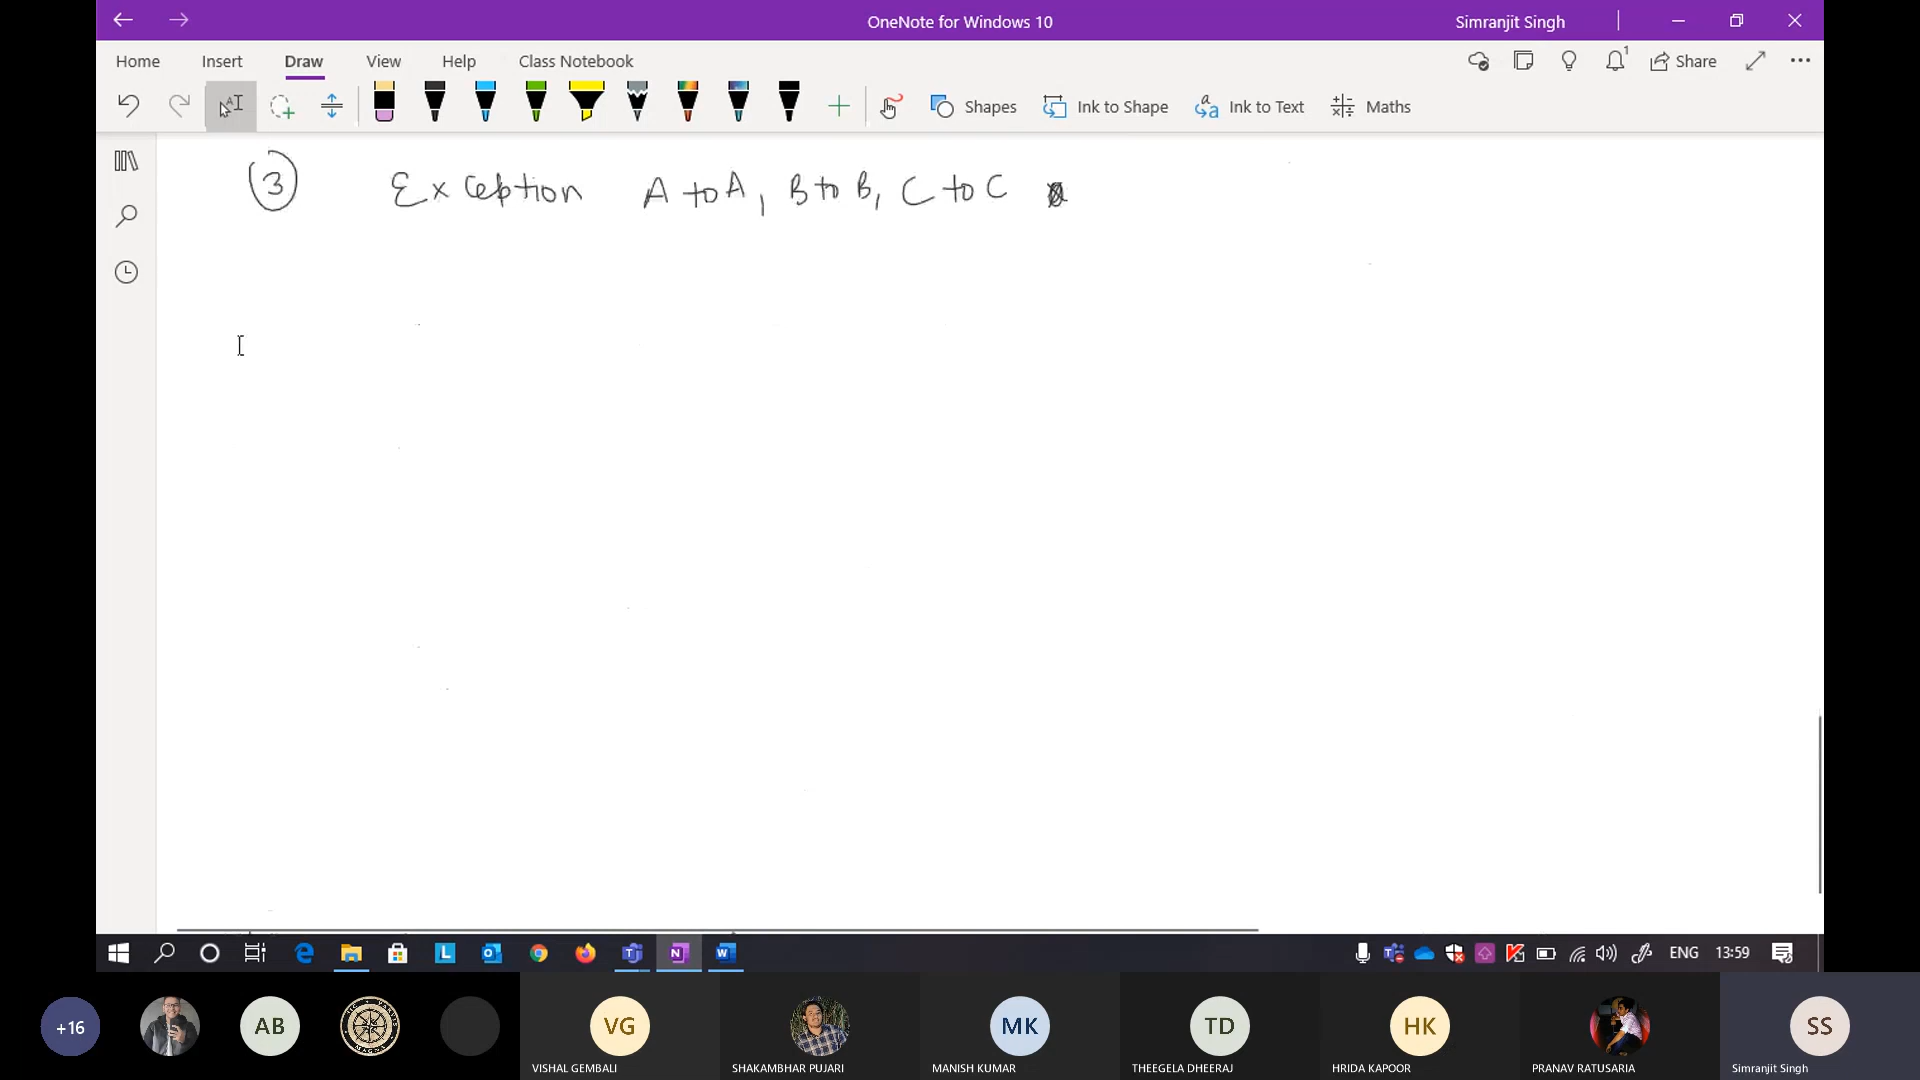 OneNote for Windows 10
Simranjit Singh
Home Insert Draw View Help Class Notebook
1 Share
Shapes Ink to Shape Ink to Text Maths
3 Exception A to A, B to B, C to C
ENG 13:59
+16 AB VG MK TD HK SS
VISHAL GEMBALI SHAKAMBHAR PUJARI MANISH KUMAR THEEGELA DHEERAJ HRIDA KAPOOR PRANAV RATUSARIA Simranjit Singh